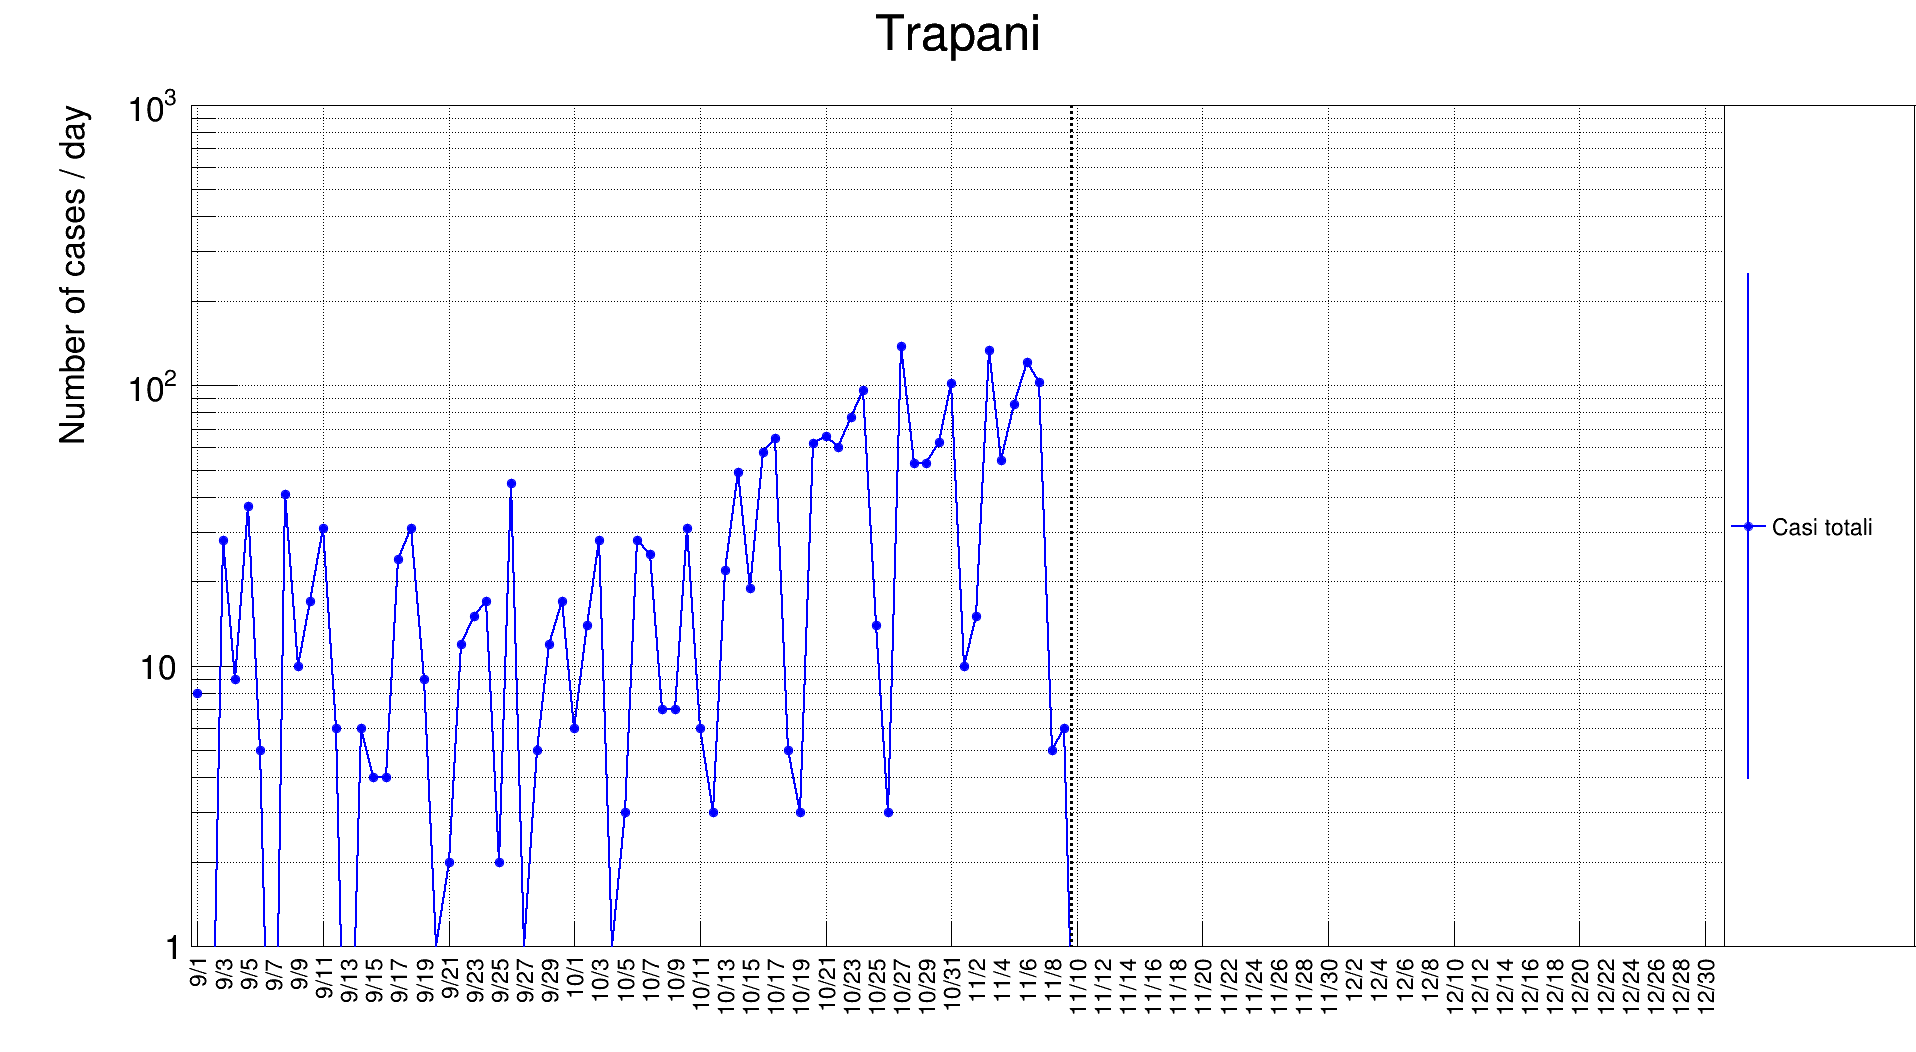 Trapani
Number of cases / day
10³
10²
10
1
9/1 9/3 9/5 9/7 9/9 9/11 9/13 9/15 9/17 9/19 9/21 9/23 9/25 9/27 9/29 10/1 10/3 10/5 10/7 10/9 10/11 10/13 10/15 10/17 10/19 10/21 10/23 10/25 10/27 10/29 10/31 11/2 11/4 11/6 11/8 11/10 11/12 11/14 11/16 11/18 11/20 11/22 11/24 11/26 11/28 11/30 12/2 12/4 12/6 12/8 12/10 12/12 12/14 12/16 12/18 12/20 12/22 12/24 12/26 12/28 12/30
Casi totali